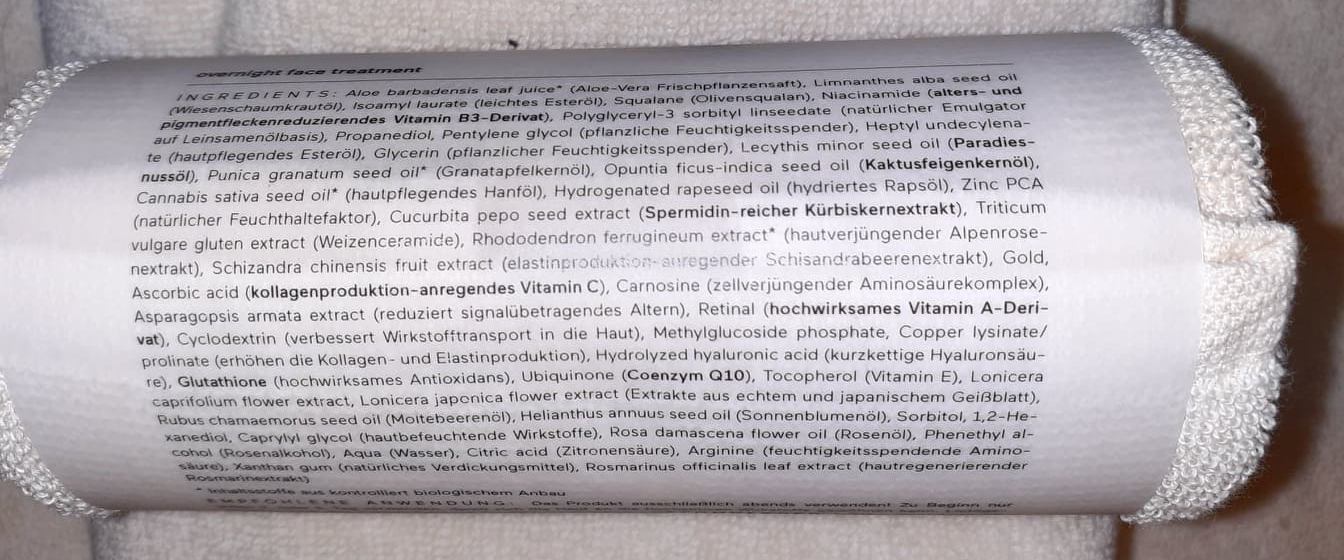 overnight face treatment
INGREDIENTS: Aloe barbadensis leaf juice* (Aloe-Vera Frischpflanzensaft), Limnanthes alba seed oil
(Wiesenschaumkrautöl), Isoamyl laurate (leichtes Esteröl), Squalane (Olivensqualan), Niacinamide (alters- und
pigmentfleckenreduzierendes Vitamin B3-Derivat), Polyglyceryl-3 sorbityl linseedate (natürlicher Emulgator
auf Leinsamenölbasis), Propanediol, Pentylene glycol (pflanzliche Feuchtigkeitsspender), Heptyl undecylena-
te (hautpflegendes Esteröl), Glycerin (pflanzlicher Feuchtigkeitsspender), Lecythis minor seed oil (Paradies-
nussöl), Punica granatum seed oil* (Granatapfelkernöl), Opuntia ficus-indica seed oil (Kaktusfeigenkernöl),
Cannabis sativa seed oil* (hautpflegendes Hanföl), Hydrogenated rapeseed oil (hydriertes Rapsöl), Zinc PCA
(natürlicher Feuchthaltefaktor), Cucurbita pepo seed extract (Spermidin-reicher Kürbiskernextrakt), Triticum
vulgare gluten extract (Weizenceramide), Rhododendron ferrugineum extract* (hautverjüngender Alpenrose-
nextrakt), Schizandra chinensis fruit extract (elastinproduktion-anregender Schisandrabeerenextrakt), Gold,
Ascorbic acid (kollagenproduktion-anregendes Vitamin C), Carnosine (zellverjüngender Aminosäurekomplex),
Asparagopsis armata extract (reduziert signalübetragendes Altern), Retinal (hochwirksames Vitamin A-Deri-
vat), Cyclodextrin (verbessert Wirkstofftransport in die Haut), Methylglucoside phosphate, Copper lysinate/
prolinate (erhöhen die Kollagen- und Elastinproduktion), Hydrolyzed hyaluronic acid (kurzkettige Hyaluronsäu-
re), Glutathione (hochwirksames Antioxidans), Ubiquinone (Coenzym Q10), Tocopherol (Vitamin E), Lonicera
caprifolium flower extract, Lonicera japonica flower extract (Extrakte aus echtem und japanischem Geißblatt),
Rubus chamaemorus seed oil (Moltebeerenöl), Helianthus annuus seed oil (Sonnenblumenöl), Sorbitol, 1,2-He-
xanediol, Caprylyl glycol (hautbefeuchtende Wirkstoffe), Rosa damascena flower oil (Rosenöl), Phenethyl al-
cohol (Rosenalkohol), Aqua (Wasser), Citric acid (Zitronensäure), Arginine (feuchtigkeitsspendende Amino-
säure), Xanthan gum (natürliches Verdickungsmittel), Rosmarinus officinalis leaf extract (hautregenerierender
Rosmarinextrakt)
* Inhaltsstoffe aus kontrolliert biologischem Anbau
EMPFOHLENE ANWENDUNG: Das Produkt ausschließlich abends verwenden! Zu Beginn nur